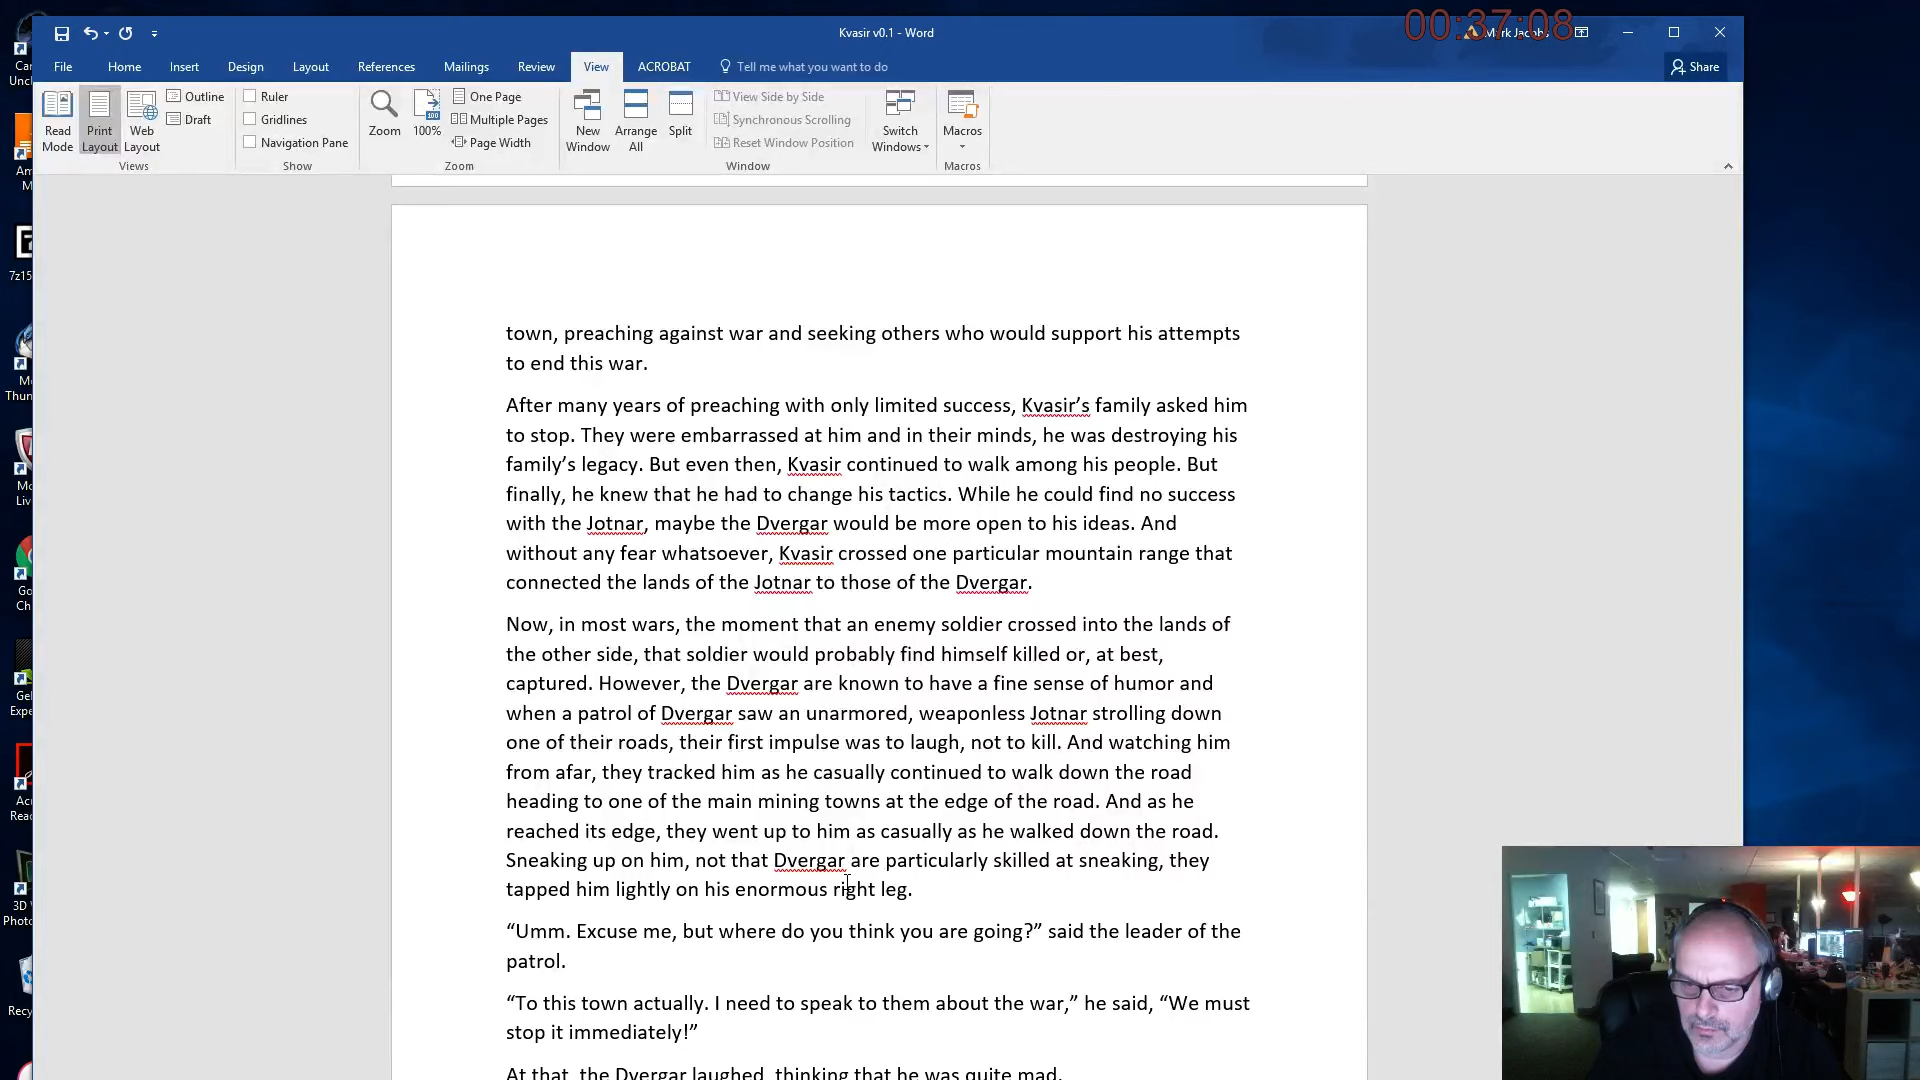 00:37:08
Kvasir v0.1 - Word
Mark Jacobs
File Home Insert Design Layout References Mailings Review View ACROBAT Tell me what you want to do
Share
Read Mode
Print Layout
Web Layout
Outline
Draft
Views
Ruler
Gridlines
Navigation Pane
Show
Zoom
100%
One Page
Multiple Pages
Page Width
Zoom
New Window
Arrange All
Split
View Side by Side
Synchronous Scrolling
Reset Window Position
Window
Switch Windows
Macros
Macros
town, preaching against war and seeking others who would support his attempts
to end this war.
After many years of preaching with only limited success, Kvasir’s family asked him
to stop. They were embarrassed at him and in their minds, he was destroying his
family’s legacy. But even then, Kvasir continued to walk among his people. But
finally, he knew that he had to change his tactics. While he could find no success
with the Jotnar, maybe the Dvergar would be more open to his ideas. And
without any fear whatsoever, Kvasir crossed one particular mountain range that
connected the lands of the Jotnar to those of the Dvergar.
Now, in most wars, the moment that an enemy soldier crossed into the lands of
the other side, that soldier would probably find himself killed or, at best,
captured. However, the Dvergar are known to have a fine sense of humor and
when a patrol of Dvergar saw an unarmored, weaponless Jotnar strolling down
one of their roads, their first impulse was to laugh, not to kill. And watching him
from afar, they tracked him as he casually continued to walk down the road
heading to one of the main mining towns at the edge of the road. And as he
reached its edge, they went up to him as casually as he walked down the road.
Sneaking up on him, not that Dvergar are particularly skilled at sneaking, they
tapped him lightly on his enormous right leg.
“Umm. Excuse me, but where do you think you are going?” said the leader of the
patrol.
“To this town actually. I need to speak to them about the war,” he said, “We must
stop it immediately!”
At that, the Dvergar laughed, thinking that he was quite mad.